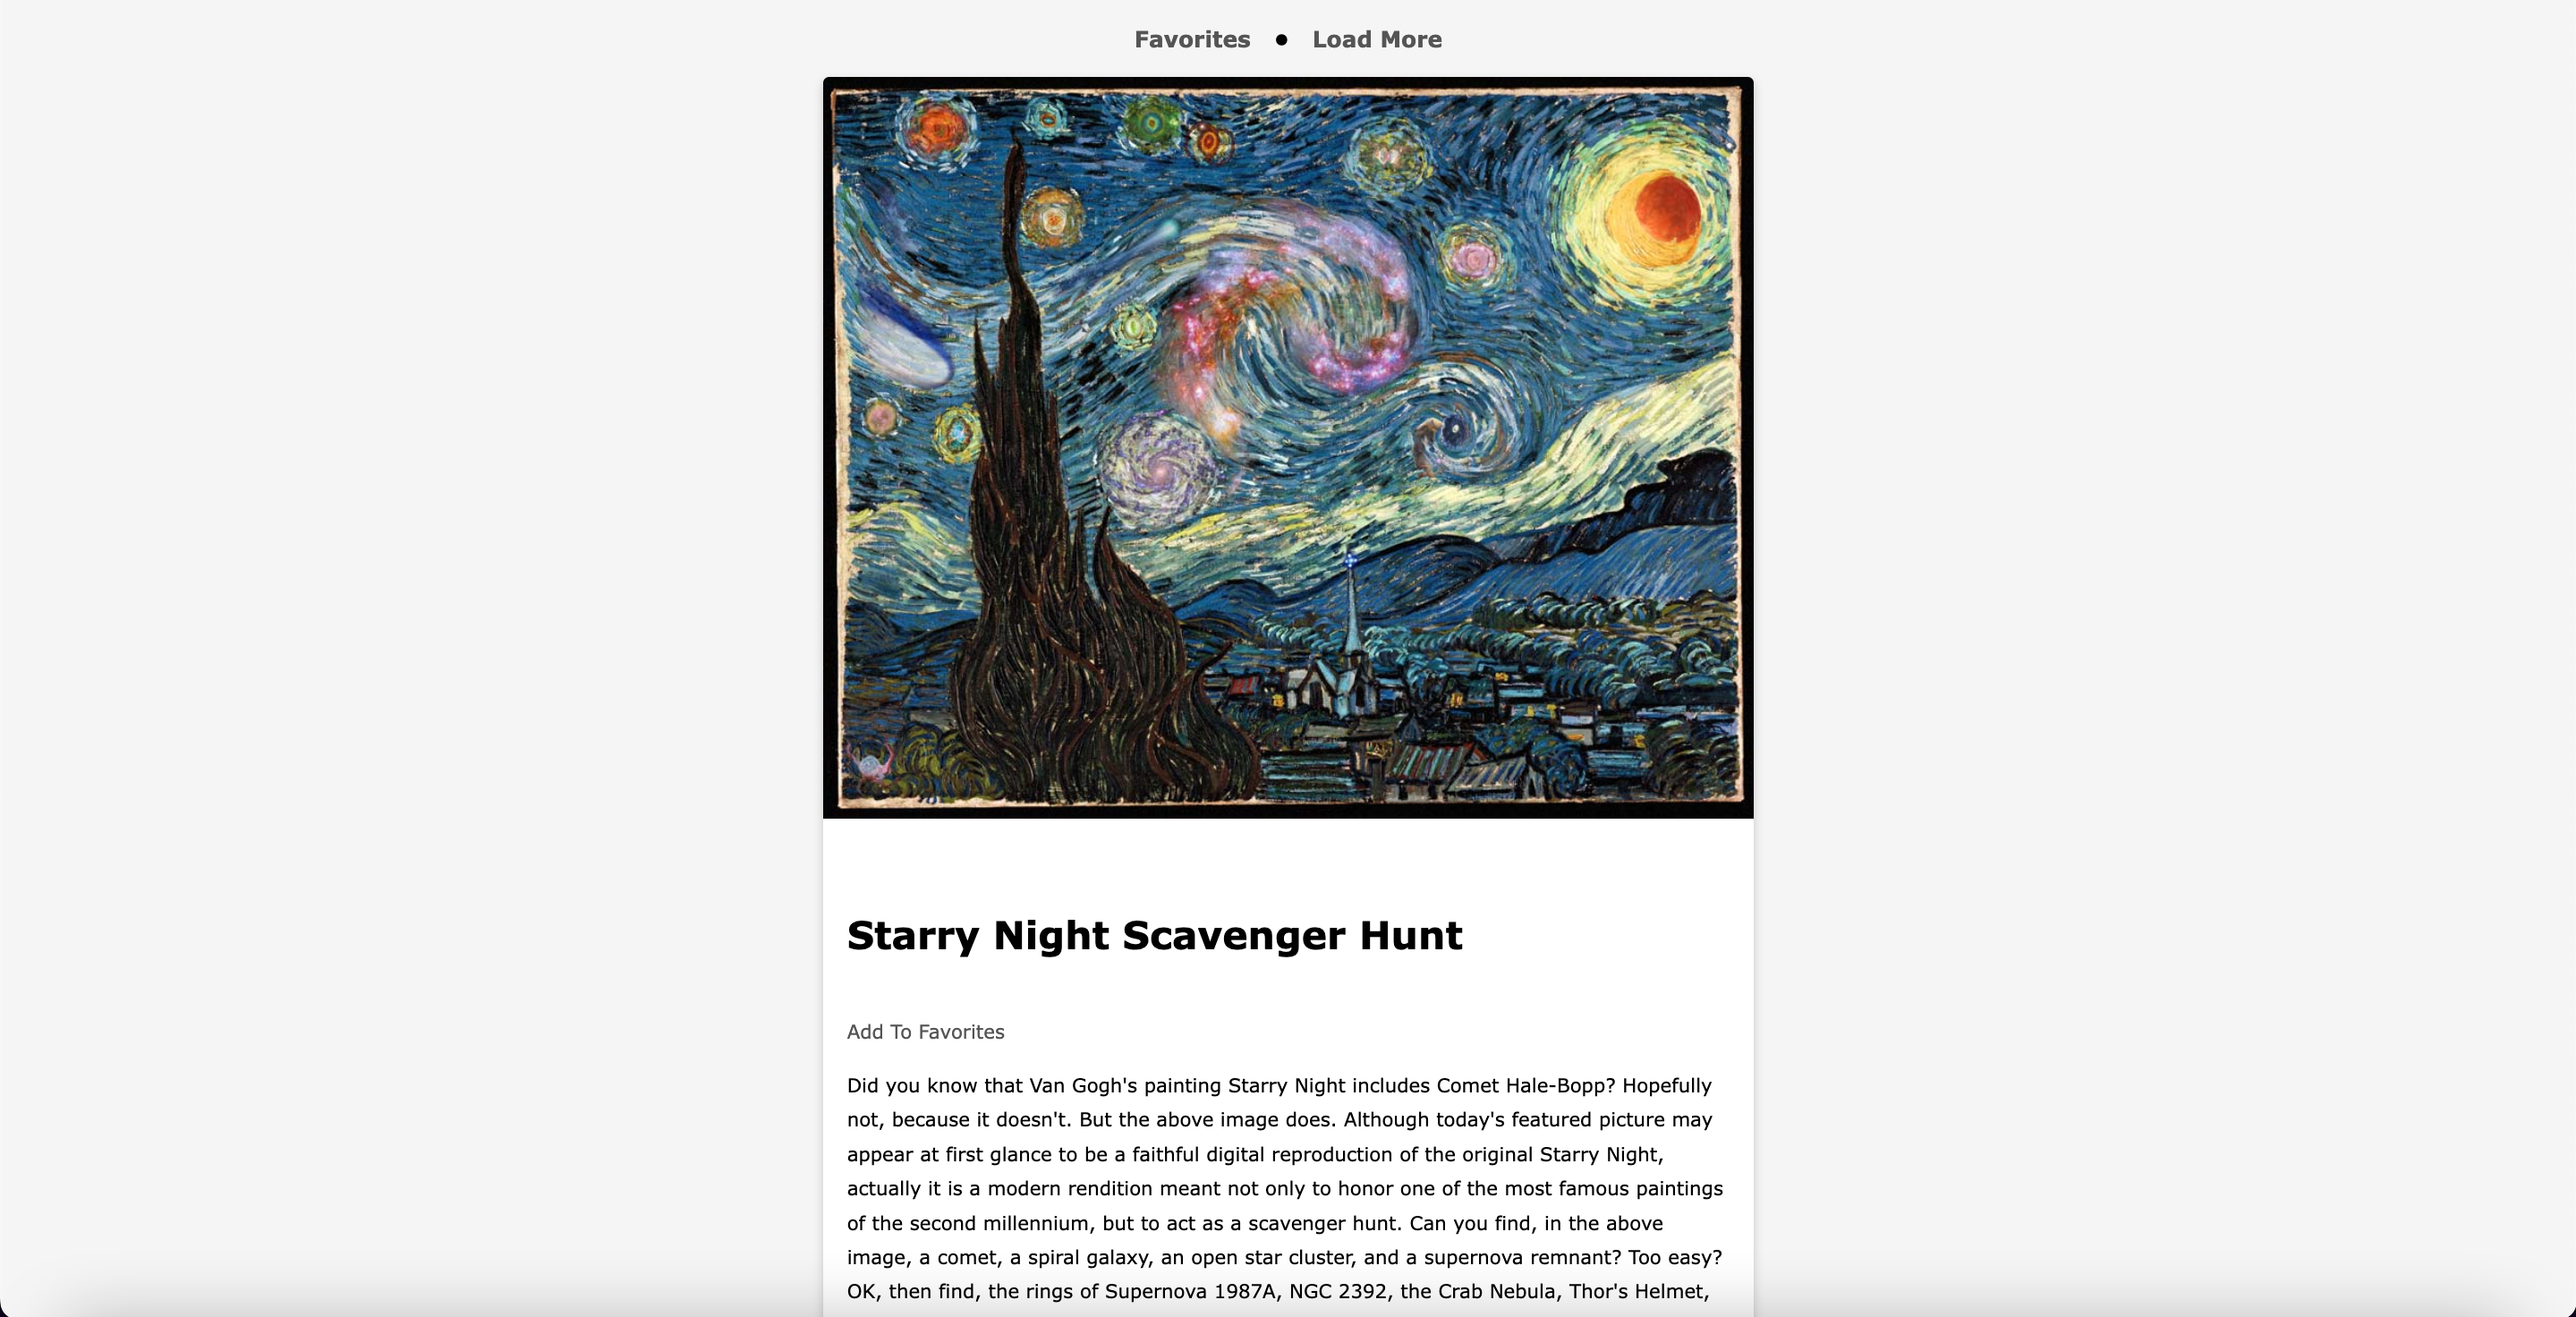 Favorites ● Load More
Starry Night Scavenger Hunt
Add To Favorites
Did you know that Van Gogh's painting Starry Night includes Comet Hale-Bopp? Hopefully
not, because it doesn't. But the above image does. Although today's featured picture may
appear at first glance to be a faithful digital reproduction of the original Starry Night,
actually it is a modern rendition meant not only to honor one of the most famous paintings
of the second millennium, but to act as a scavenger hunt. Can you find, in the above
image, a comet, a spiral galaxy, an open star cluster, and a supernova remnant? Too easy?
OK, then find, the rings of Supernova 1987A, NGC 2392, the Crab Nebula, Thor's Helmet,